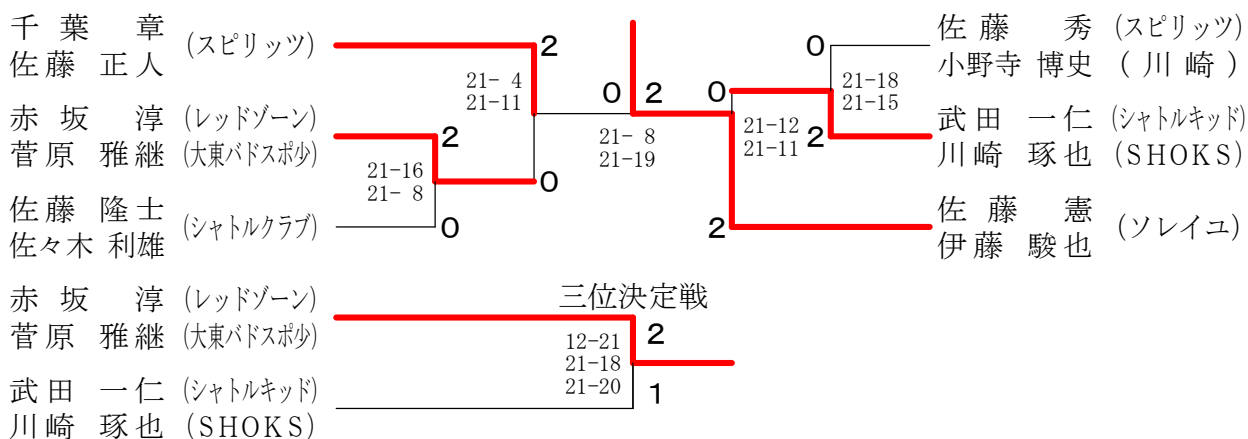 千葉 章 (スピリッツ)
佐藤 正人
赤坂 淳 (レッドゾーン)
菅原 雅継 (大東バドスポ少)
佐藤 隆士 (シャトルクラブ)
佐々木 利雄
2
21- 4
21-11
0
2
21-16
21- 8
0
0 2
21- 8
21-19
0
21-12
21-11
2
0
21-18
21-15
2
佐藤 秀 (スピリッツ)
小野寺 博史 (川崎)
武田 一仁 (シャトルキッド)
川崎 琢也 (SHOKS)
佐藤 憲 (ソレイユ)
伊藤 駿也
三位決定戦
赤坂 淳 (レッドゾーン)
菅原 雅継 (大東バドスポ少)
武田 一仁 (シャトルキッド)
川崎 琢也 (SHOKS)
2
12-21
21-18
21-20
1